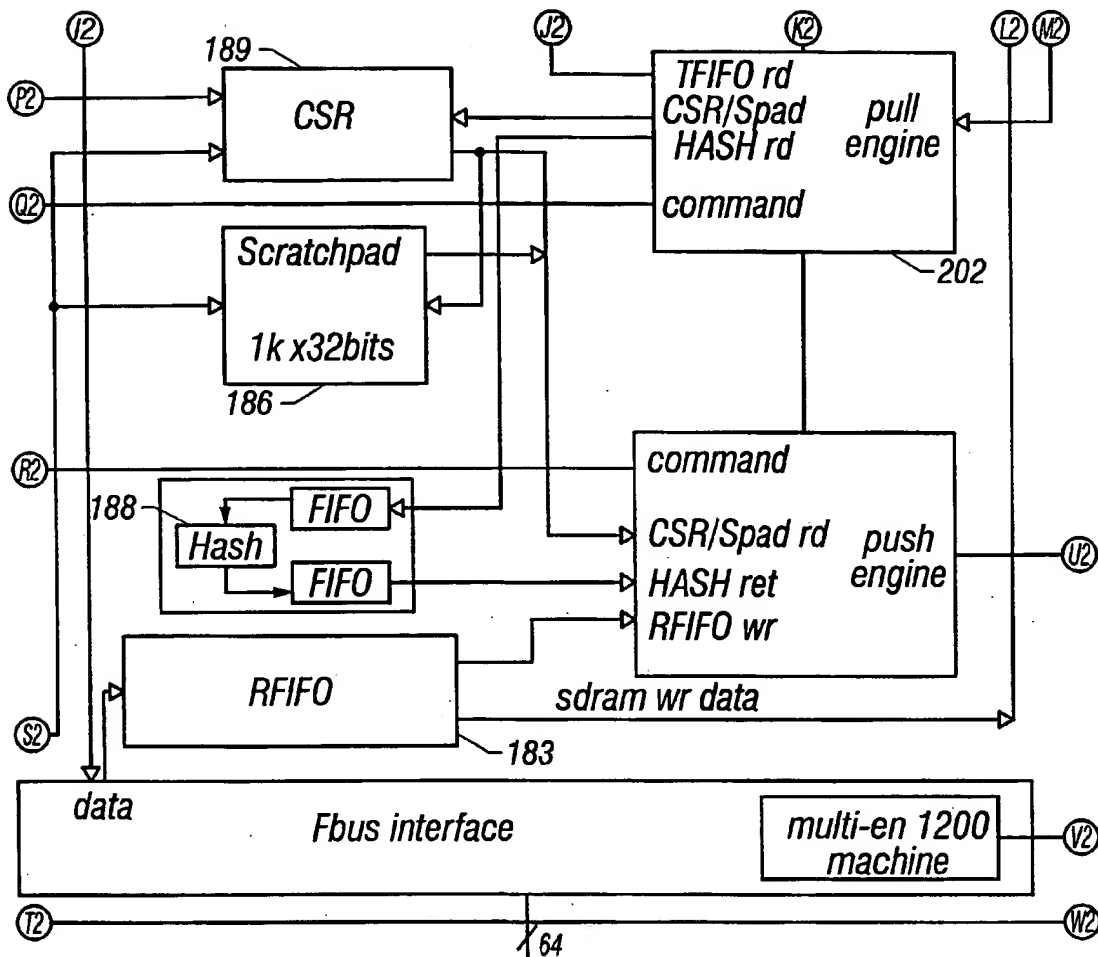 I2
J2
K2
L2
M2
189
P2
CSR
TFIFO rd
CSR/Spad
HASH rd
pull
engine
Q2
command
Scratchpad
1k x32bits
202
186
R2
command
188
FIFO
Hash
FIFO
CSR/Spad rd
HASH ret
RFIFO wr
push
engine
U2
RFIFO
sdram wr data
S2
183
data
Fbus interface
multi-en 1200
machine
V2
T2
W2
64